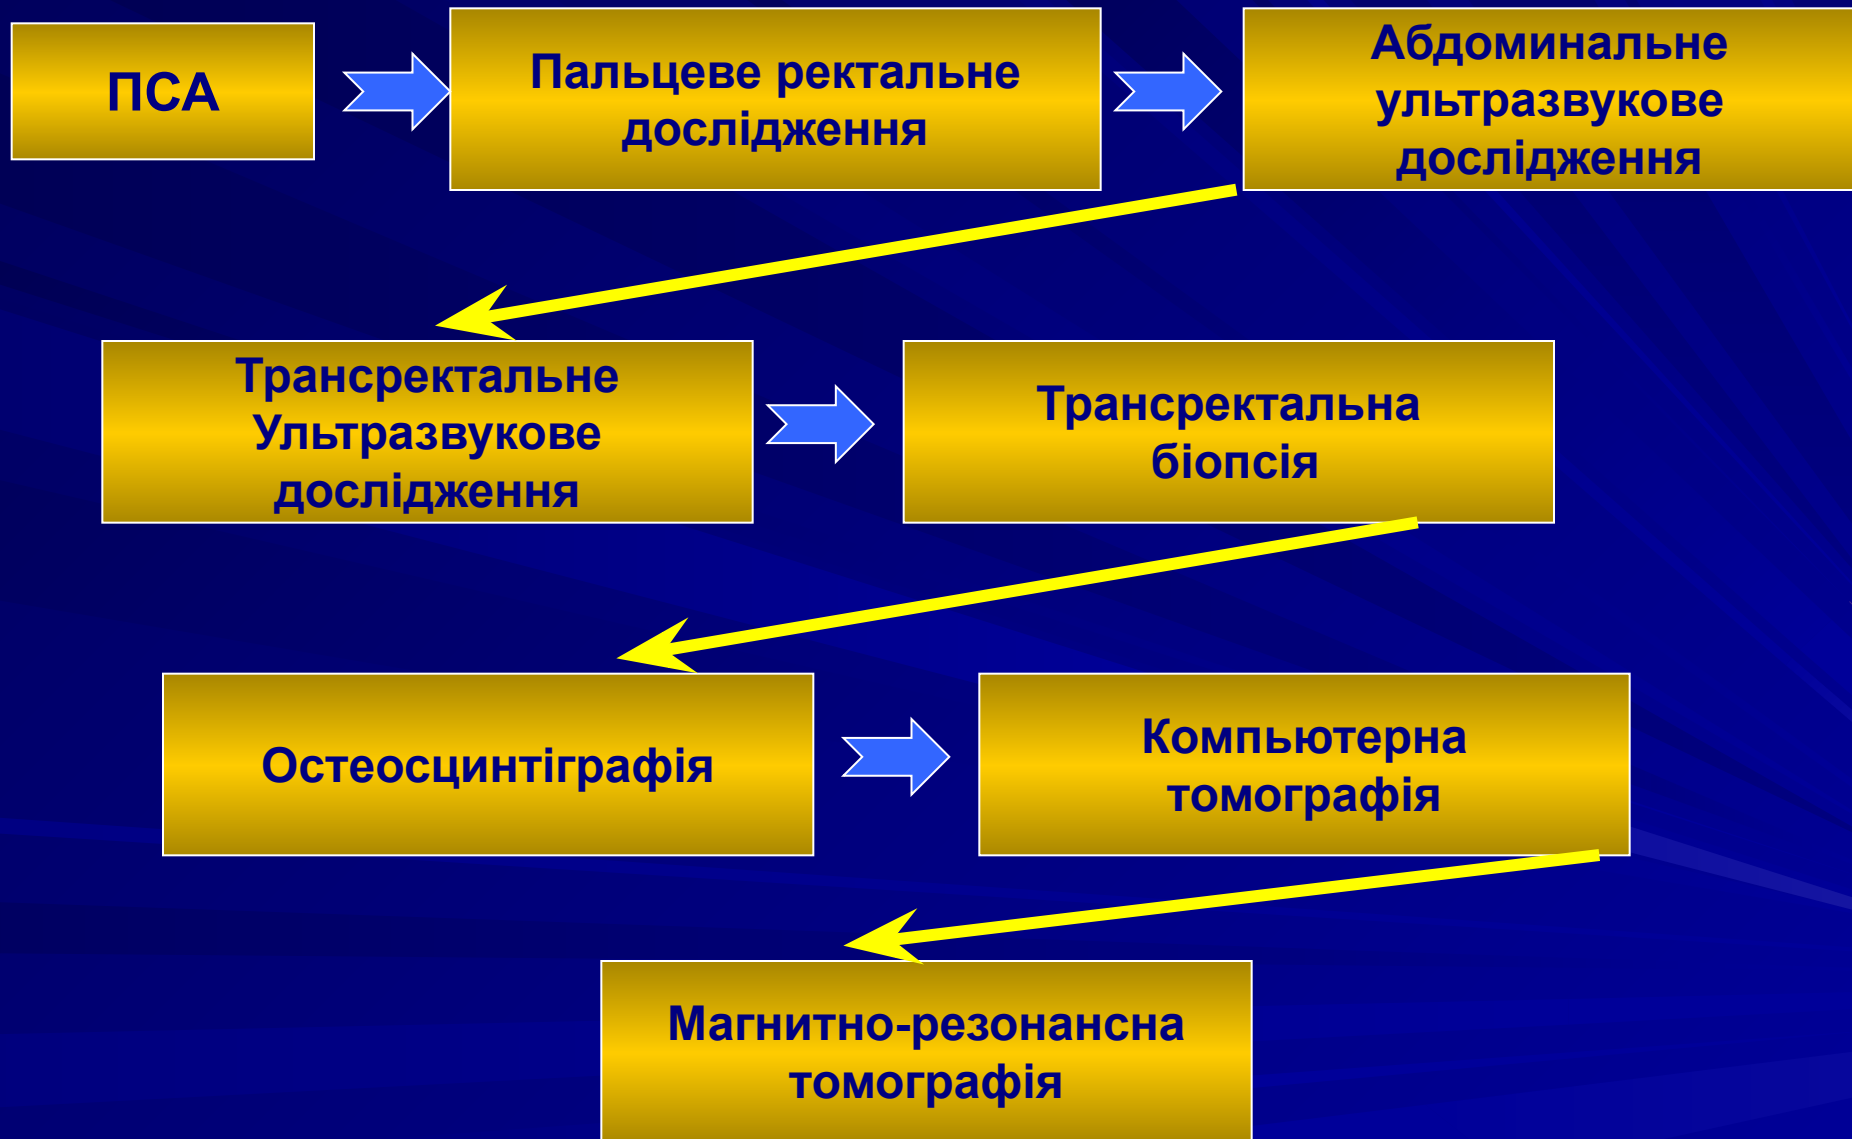 ПСА
Пальцеве ректальне
дослідження
Абдоминальне
ультразвукове
дослідження
Трансректальне
Ультразвукове
дослідження
Трансректальна
біопсія
Остеосцинтіграфія
Компьютерна
томографія
Магнитно-резонансна
томографія